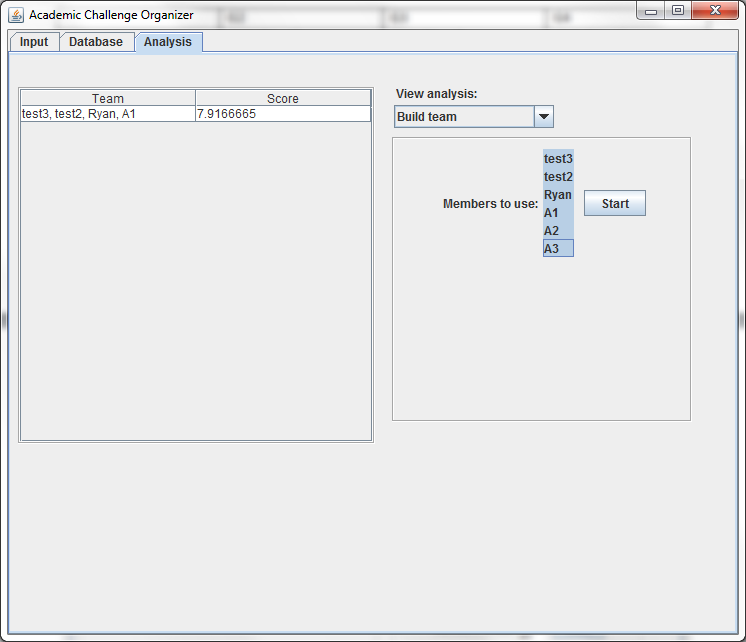 Academic Challenge Organizer
Input Database Analysis
Team Score
test3, test2, Ryan, A1 7.9166665
View analysis:
Build team
Members to use:
test3
test2
Ryan
A1
A2
A3
Start